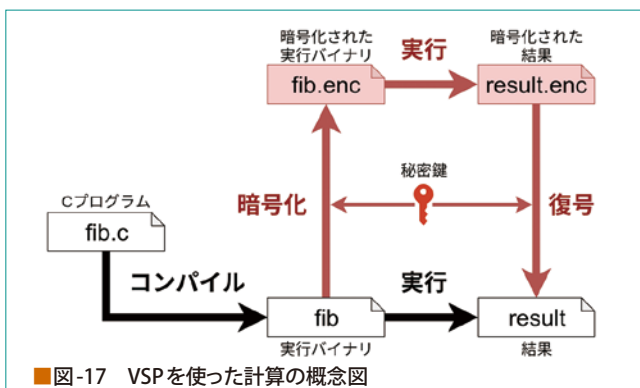 暗号化された
実行バイナリ
fib.enc
実行
暗号化された
結果
result.enc
秘密鍵
暗号化
復号
Cプログラム
fib.c
コンパイル
fib
実行バイナリ
実行
result
結果
■図-17 VSPを使った計算の概念図